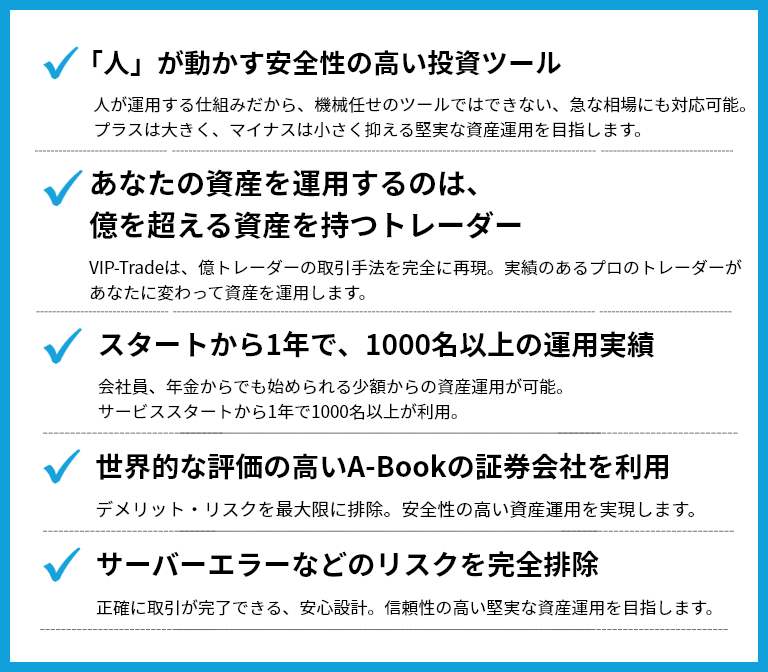 「人」が動かす安全性の高い投資ツール
人が運用する仕組みだから、機械任せのツールではできない、急な相場にも対応可能。
プラスは大きく、マイナスは小さく抑える堅実な資産運用を目指します。
あなたの資産を運用するのは、
億を超える資産を持つトレーダー
VIP-Tradeは、億トレーダーの取引手法を完全に再現。実績のあるプロのトレーダーが
あなたに変わって資産を運用します。
スタートから1年で、1000名以上の運用実績
会社員、年金からでも始められる少額からの資産運用が可能。
サービススタートから1年で1000名以上が利用。
世界的な評価の高いA-Bookの証券会社を利用
デメリット・リスクを最大限に排除。安全性の高い資産運用を実現します。
サーバーエラーなどのリスクを完全排除
正確に取引が完了できる、安心設計。信頼性の高い堅実な資産運用を目指します。